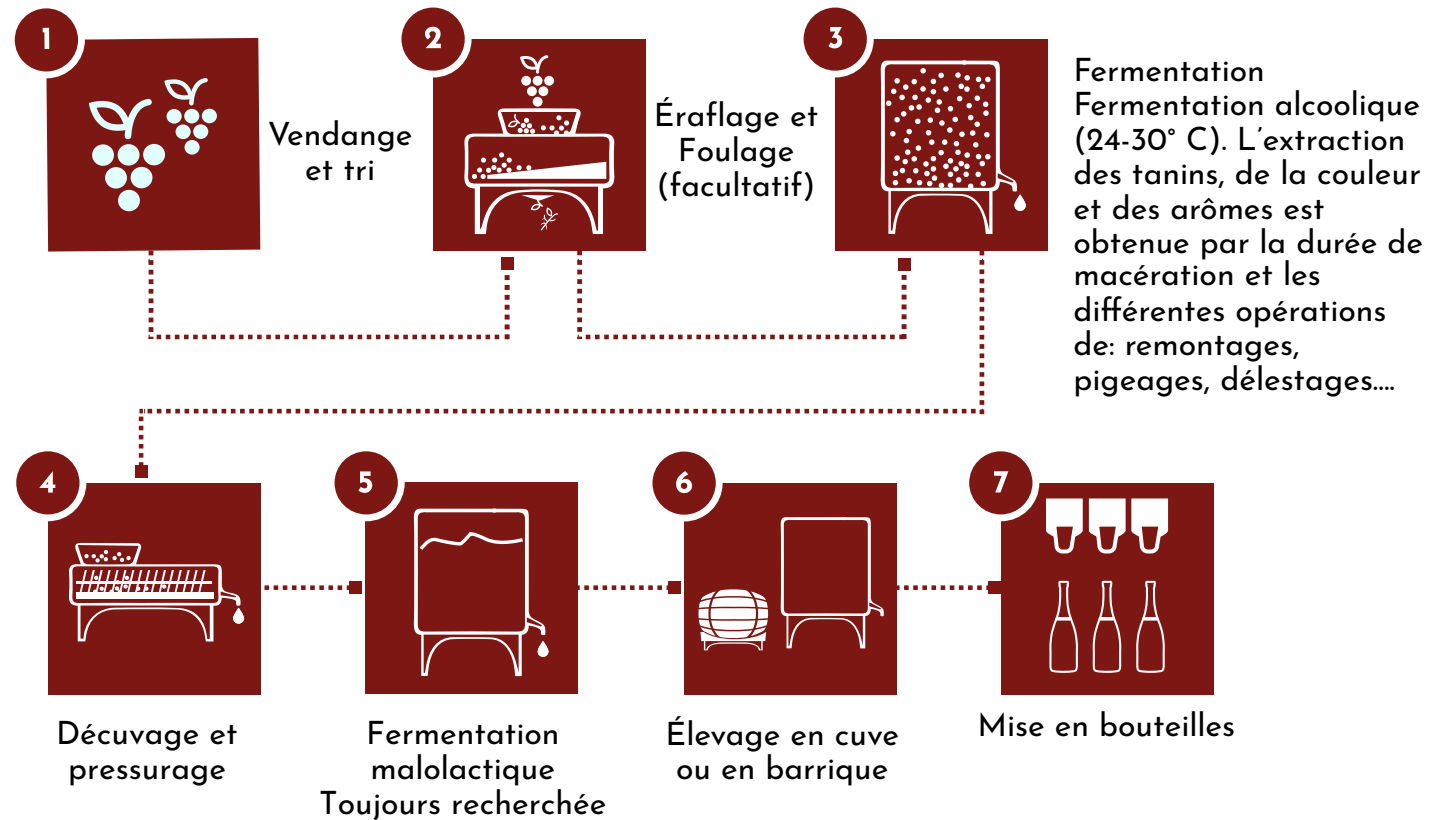 1
Vendange
et tri
2
Éraflage et
Foulage
(facultatif)
3
Fermentation
Fermentation alcoolique
(24-30° C). L'extraction
des tanins, de la couleur
et des arômes est
obtenue par la durée de
macération et les
différentes opérations
de: remontages,
pigeages, délestages....
4
Décuvage et
pressurage
5
Fermentation
malolactique
Toujours recherchée
6
Élevage en cuve
ou en barrique
7
Mise en bouteilles